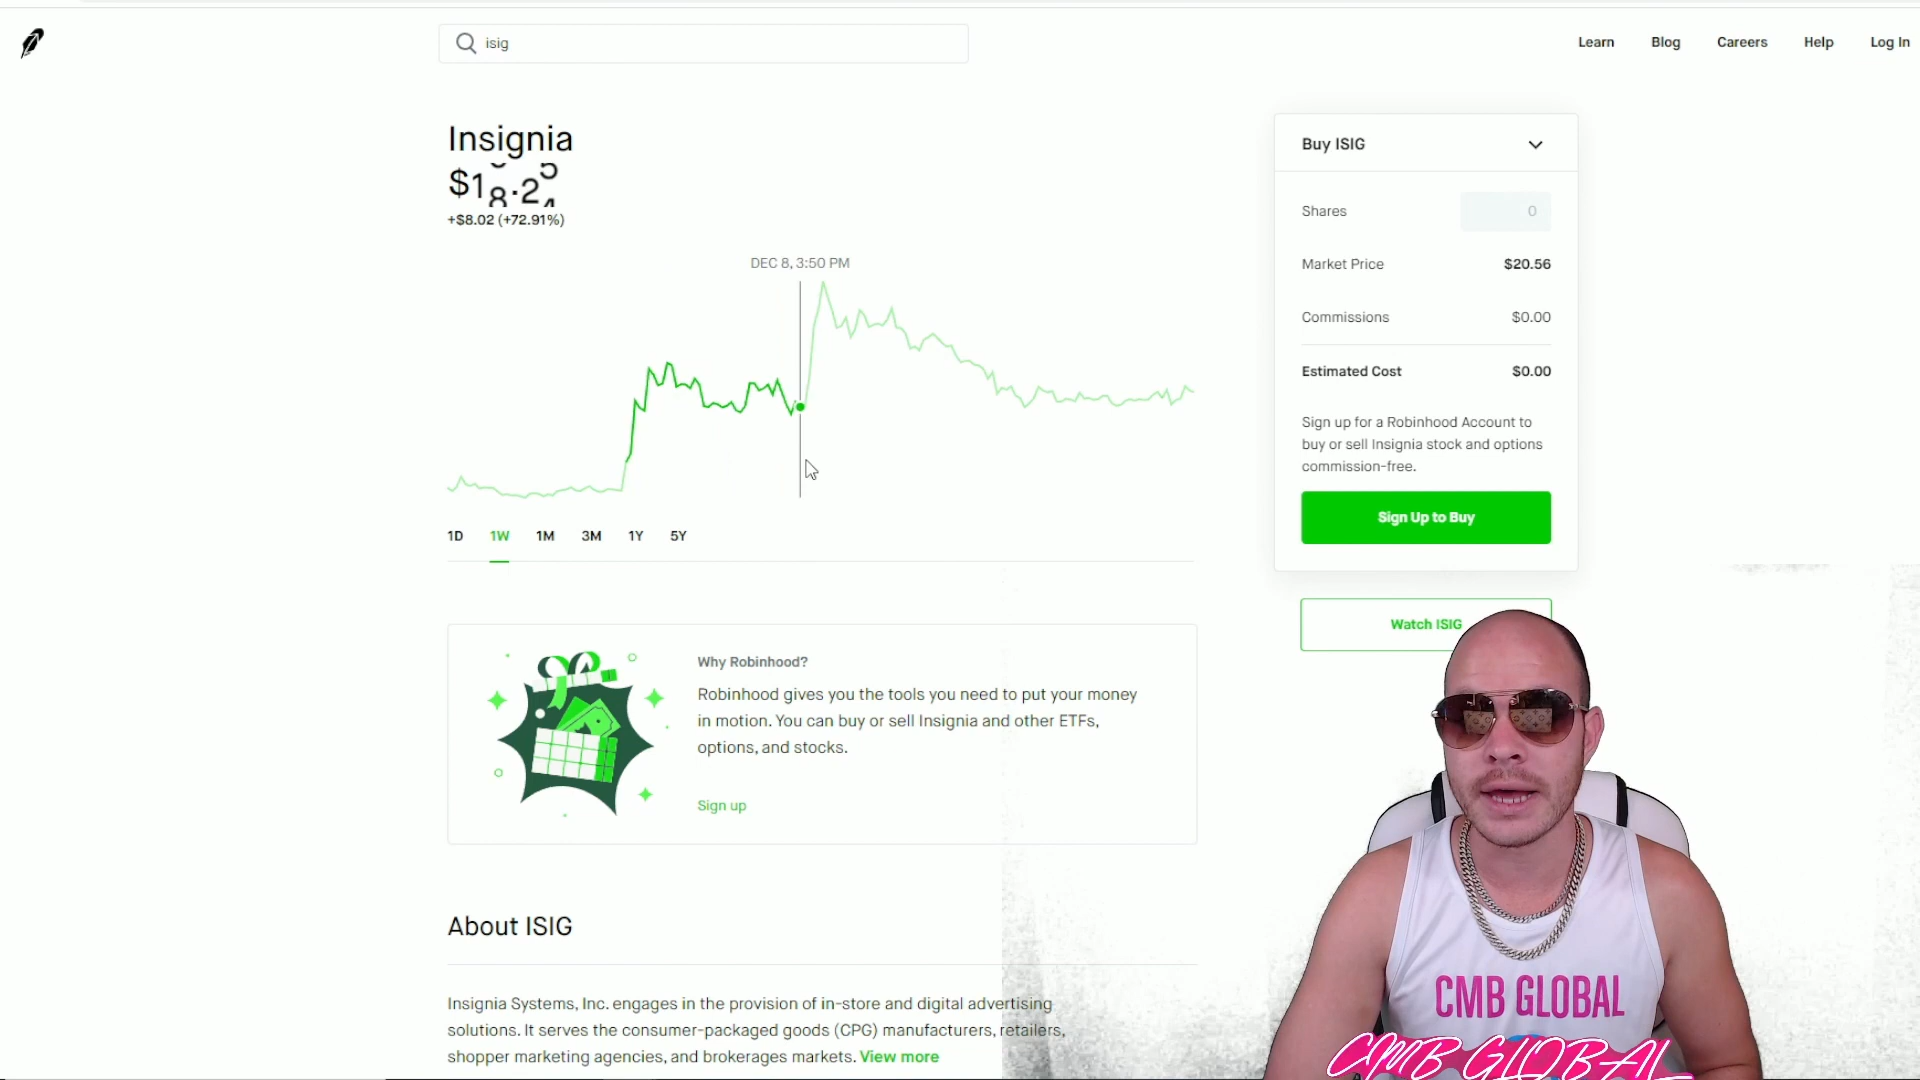 isig
Learn
Blog
Careers
Help
Log In
Insignia
+$8.02 (+72.91%)
DEC 8, 3:50 PM
1D
1W
1M
3M
1Y
5Y
Buy ISIG
Shares
0
Market Price
$20.56
Commissions
$0.00
Estimated Cost
$0.00
Sign up for a Robinhood Account to
buy or sell Insignia stock and options
commission-free.
Sign Up to Buy
Watch ISIG
Why Robinhood?
Robinhood gives you the tools you need to put your money
in motion. You can buy or sell Insignia and other ETFs,
options, and stocks.
Sign up
About ISIG
Insignia Systems, Inc. engages in the provision of in-store and digital advertising
solutions. It serves the consumer-packaged goods (CPG) manufacturers, retailers,
shopper marketing agencies, and brokerages markets. View more
CMB GLOBAL
CMB GLOBAL